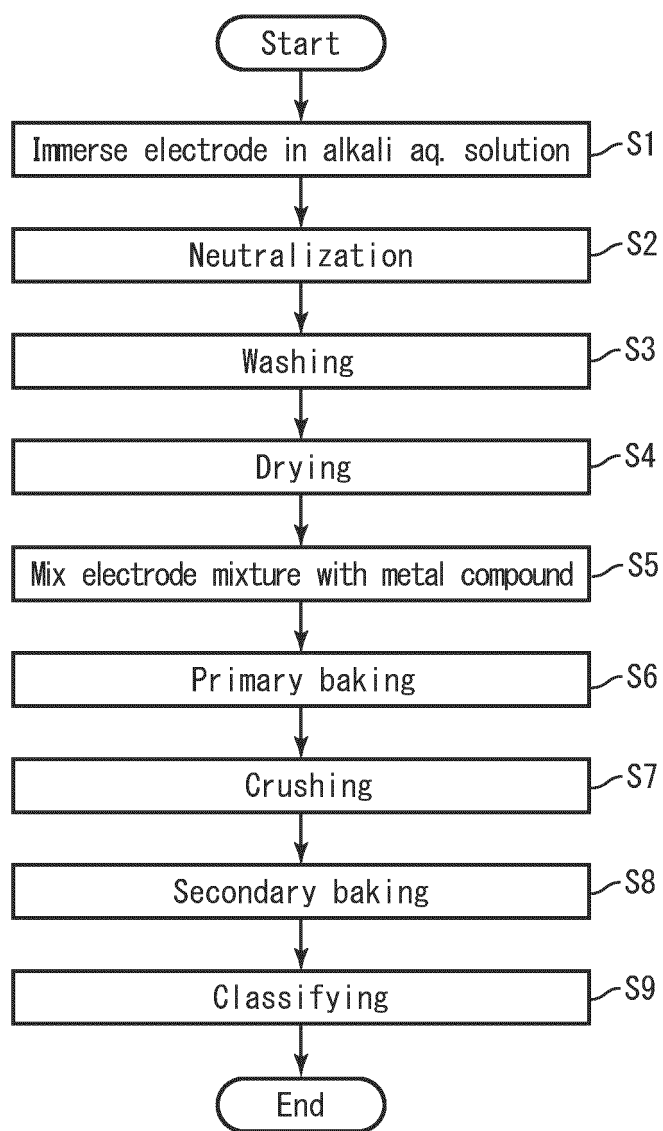 Start
Immerse electrode in alkali aq. solution
S1
Neutralization
S2
Washing
S3
Drying
S4
Mix electrode mixture with metal compound
S5
Primary baking
S6
Crushing
S7
Secondary baking
S8
Classifying
S9
End